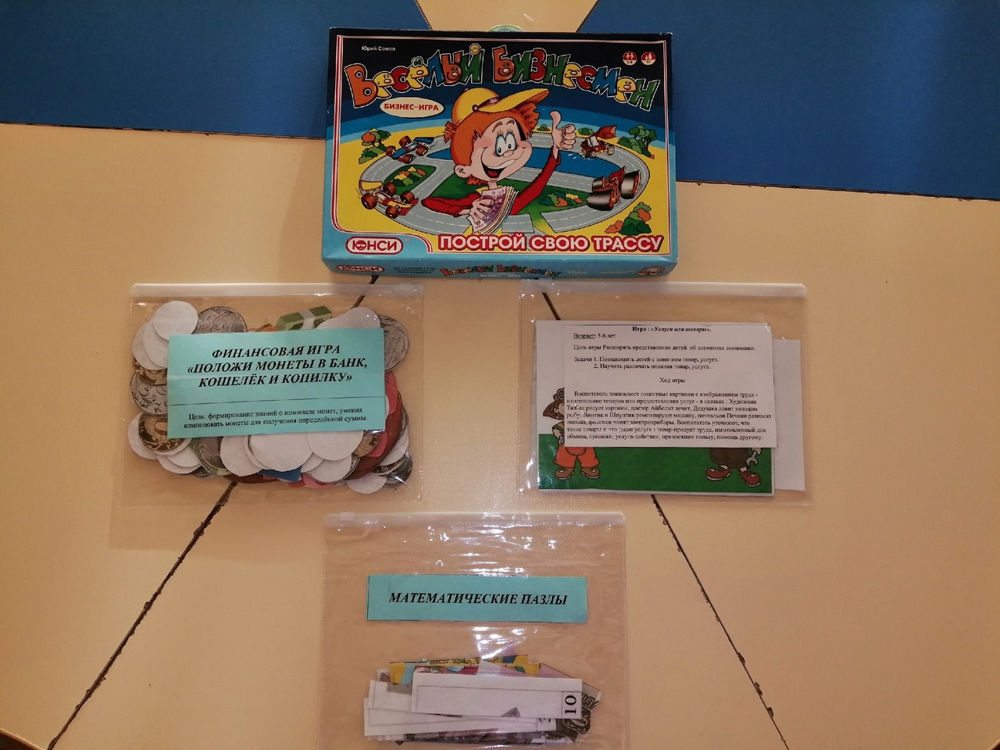 Юрий Сомов
ВЕСЁЛЫЙ БИЗНЕСМЕН
БИЗНЕС-ИГРА
ЮНСИ
ПОСТРОЙ СВОЮ ТРАССУ
ЮНСИ
ВЕСЁЛЫЙ БИЗНЕСМЕН
БИЗНЕС - ИГРА
ФИНАНСОВАЯ ИГРА
«ПОЛОЖИ МОНЕТЫ В БАНК,
КОШЕЛЁК И КОПИЛКУ»
Цель: формирование знаний о номинале монет, умения
компоновать монеты для получения определённой суммы.
Игра : «Услуги или товары».
Возраст: 5-6 лет
Цель игры Расширять представление детей об элементах экономики.
Задачи 1. Познакомить детей с понятием товар, услуга.
2. Научить различать понятия товар, услуга.
Ход игры
Воспитатель показывает сюжетные картинки с изображением труда -
изготовление товаров или предоставления услуг - в сказках : Художник
Тюбик рисует картины, доктор Айболит лечит, Дедушка ловит неводом
рыбу, Винтик и Шпунтик ремонтируют машину, почтальон Печкин разносит
письма, фиксики чинят электроприборы. Воспитатель уточняют, что
такое товары и что такое услуга : товар-продукт труда, изготовленный для
обмена, продажи; услуга-действие, приносящее пользу, помощь другому.
МАТЕМАТИЧЕСКИЕ ПАЗЛЫ
10